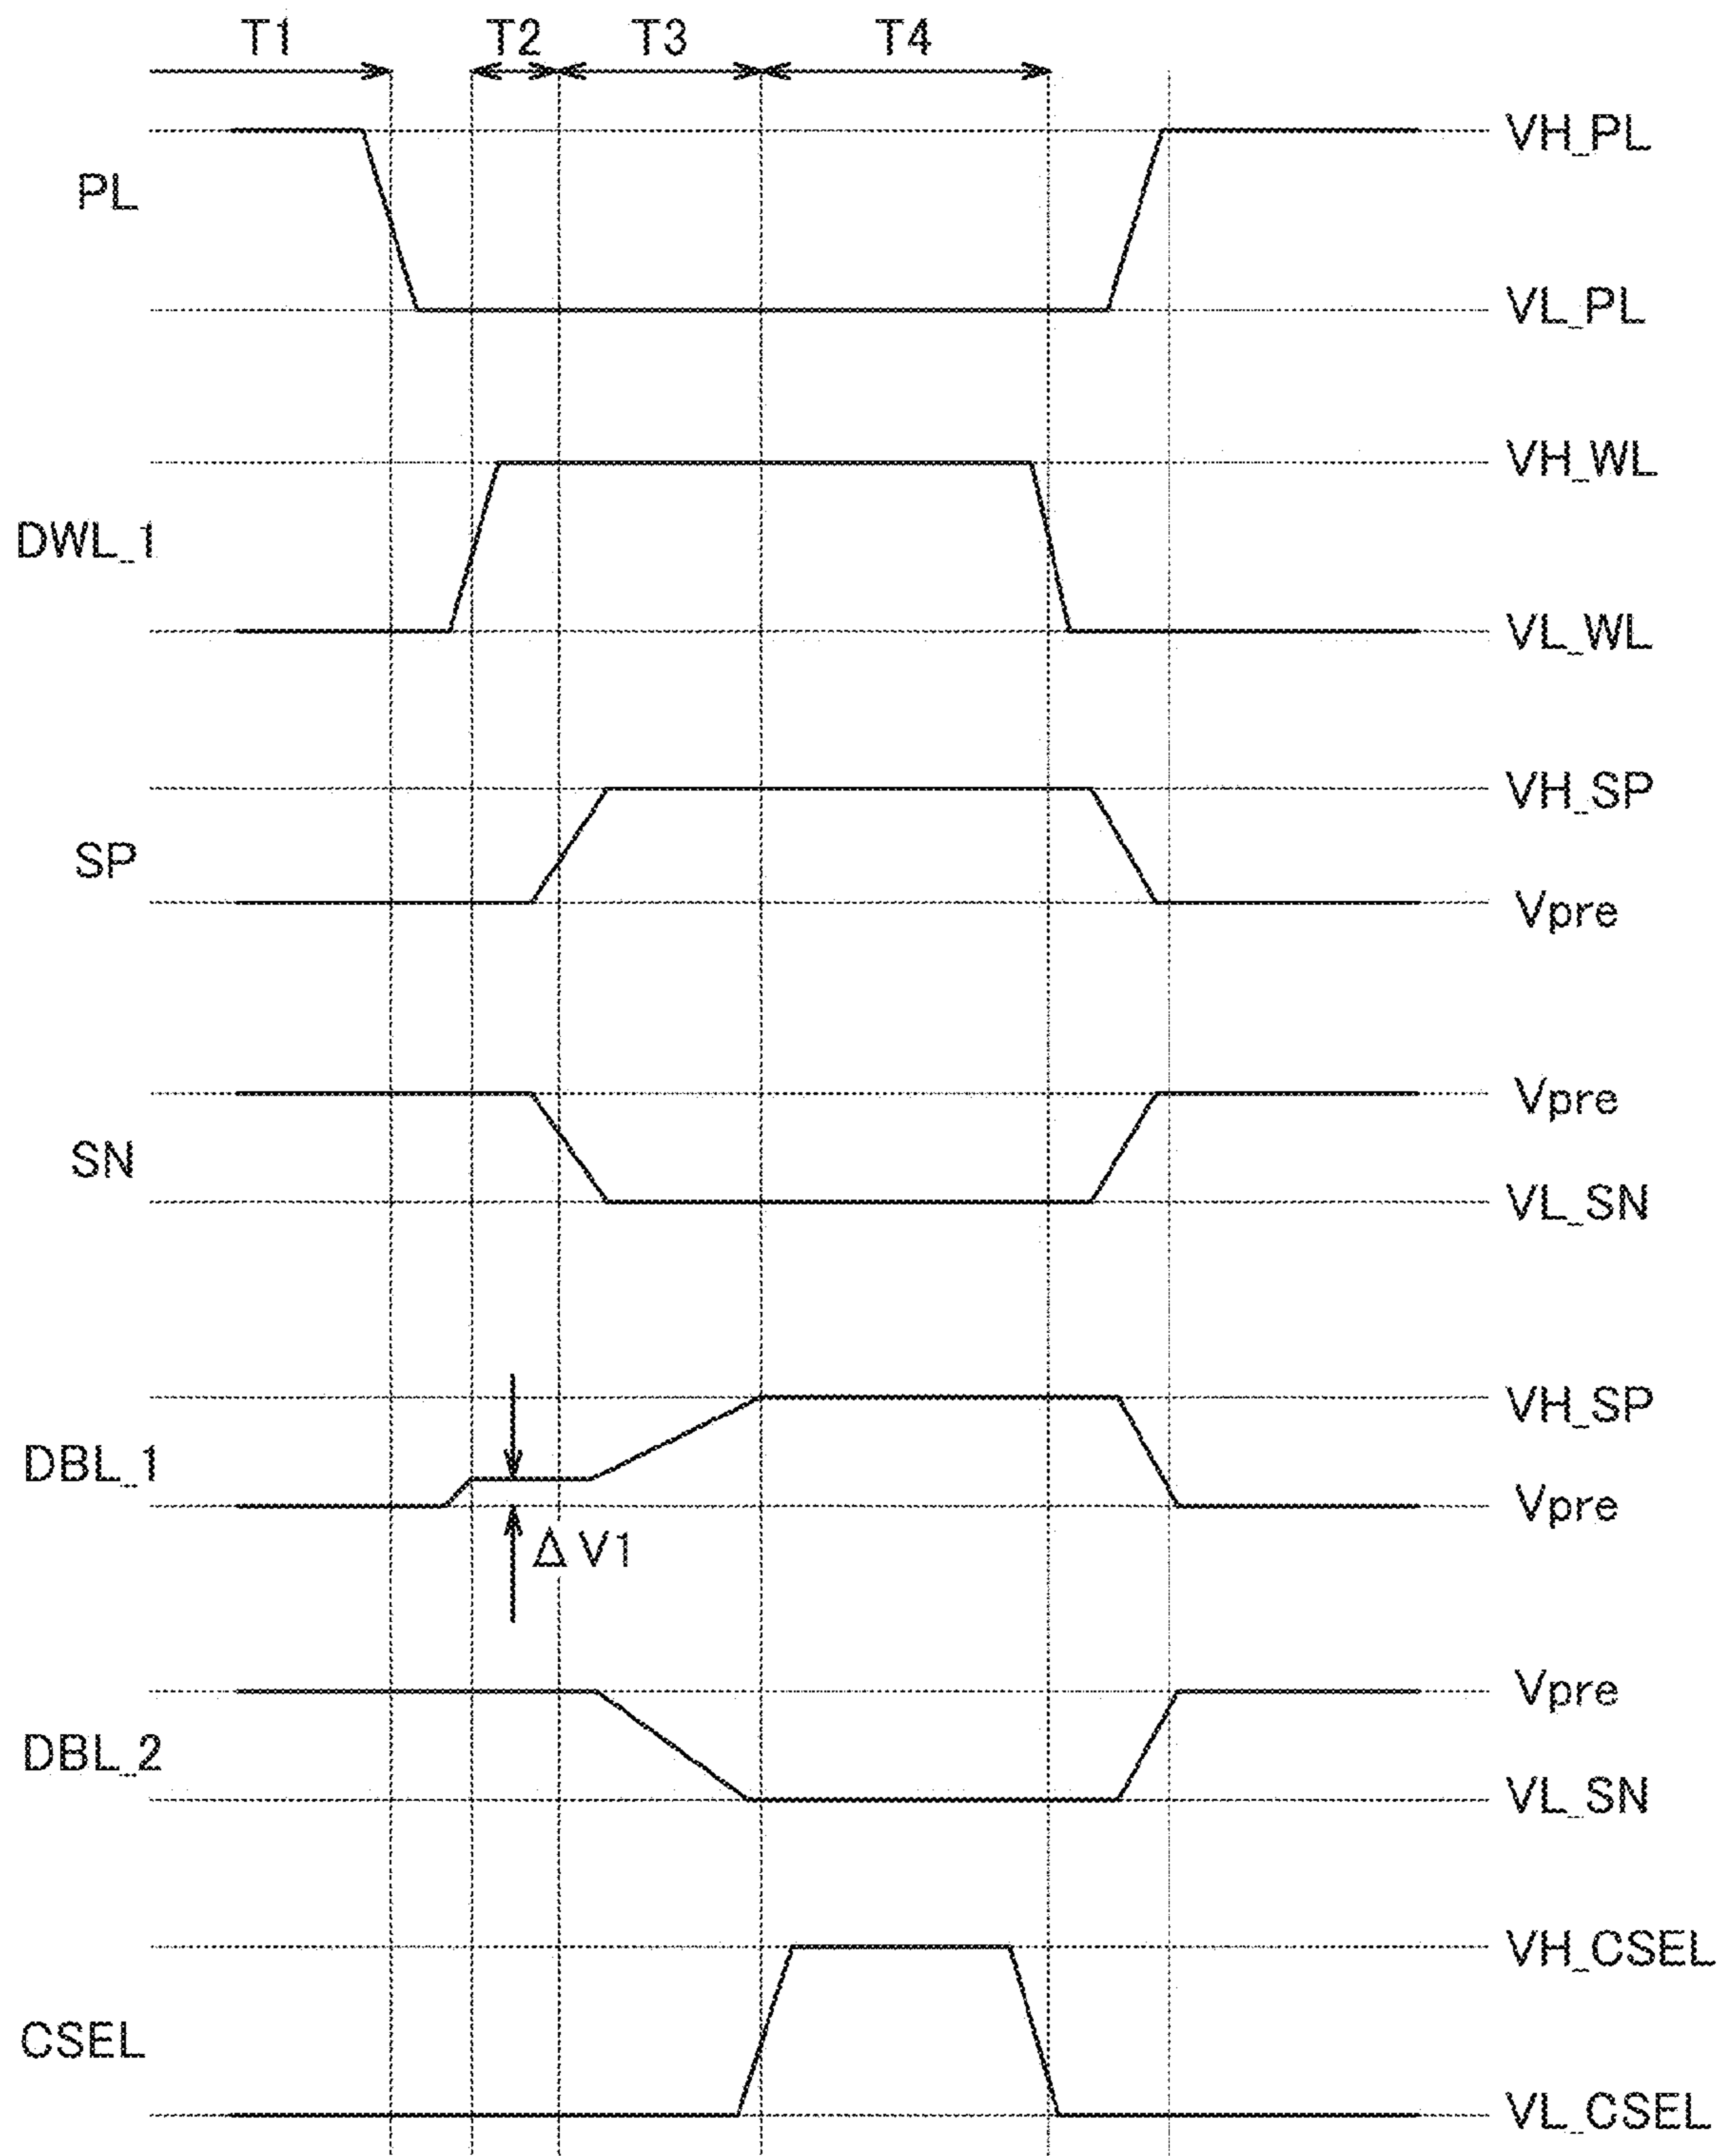 T1 T2 T3 T4
VH_PL
PL
VL_PL
VH_WL
DWL_1
VL_WL
VH_SP
SP
Vpre
Vpre
SN
VL_SN
VH_SP
DBL_1
Vpre
ΔV1
Vpre
DBL_2
VL_SN
VH_CSEL
CSEL
VL_CSEL